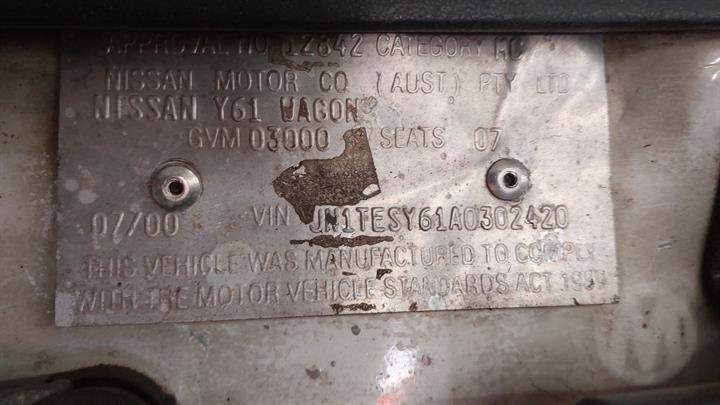 APPROVAL NO. 12842 CATEGORY MC
NISSAN MOTOR CO (AUST) PTY LTD
NISSAN Y61 WAGON
GVM 03000 SEATS 07
07/00 VIN JN1TESY61A0302420
THIS VEHICLE WAS MANUFACTURED TO COMPLY
WITH THE MOTOR VEHICLE STANDARDS ACT